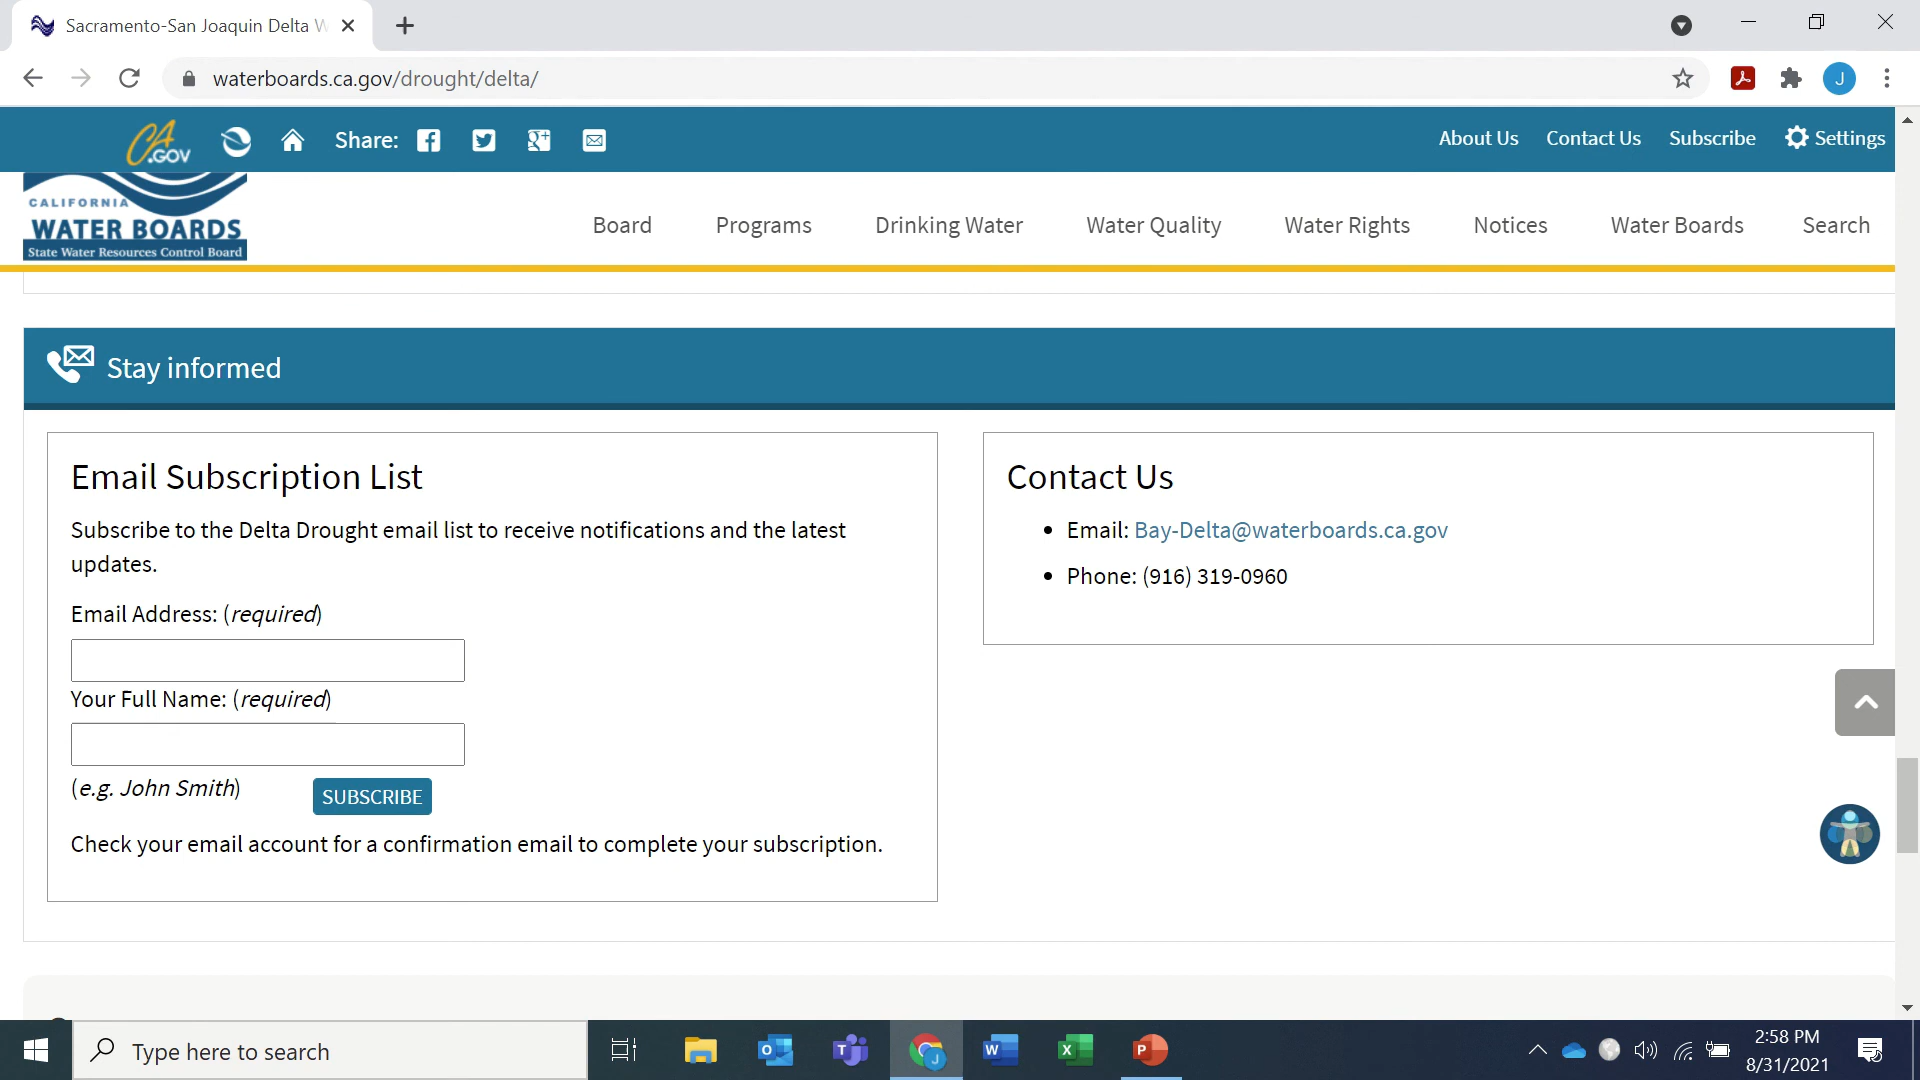 Sacramento-San Joaquin Delta W
waterboards.ca.gov/drought/delta/
J
CA.GOV
Share:
About Us
Contact Us
Subscribe
Settings
CALIFORNIA
WATER BOARDS
State Water Resources Control Board
Board
Programs
Drinking Water
Water Quality
Water Rights
Notices
Water Boards
Search
Stay informed
Email Subscription List
Subscribe to the Delta Drought email list to receive notifications and the latest
updates.
Email Address: (required)
Your Full Name: (required)
(e.g. John Smith)
SUBSCRIBE
Check your email account for a confirmation email to complete your subscription.
Contact Us
• Email: Bay-Delta@waterboards.ca.gov
• Phone: (916) 319-0960
Type here to search
2:58 PM
8/31/2021